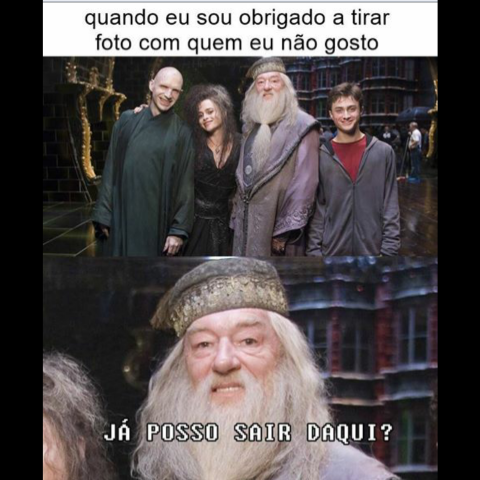 quando eu sou obrigado a tirar
foto com quem eu não gosto
JÁ POSSO SAIR DAQUI?